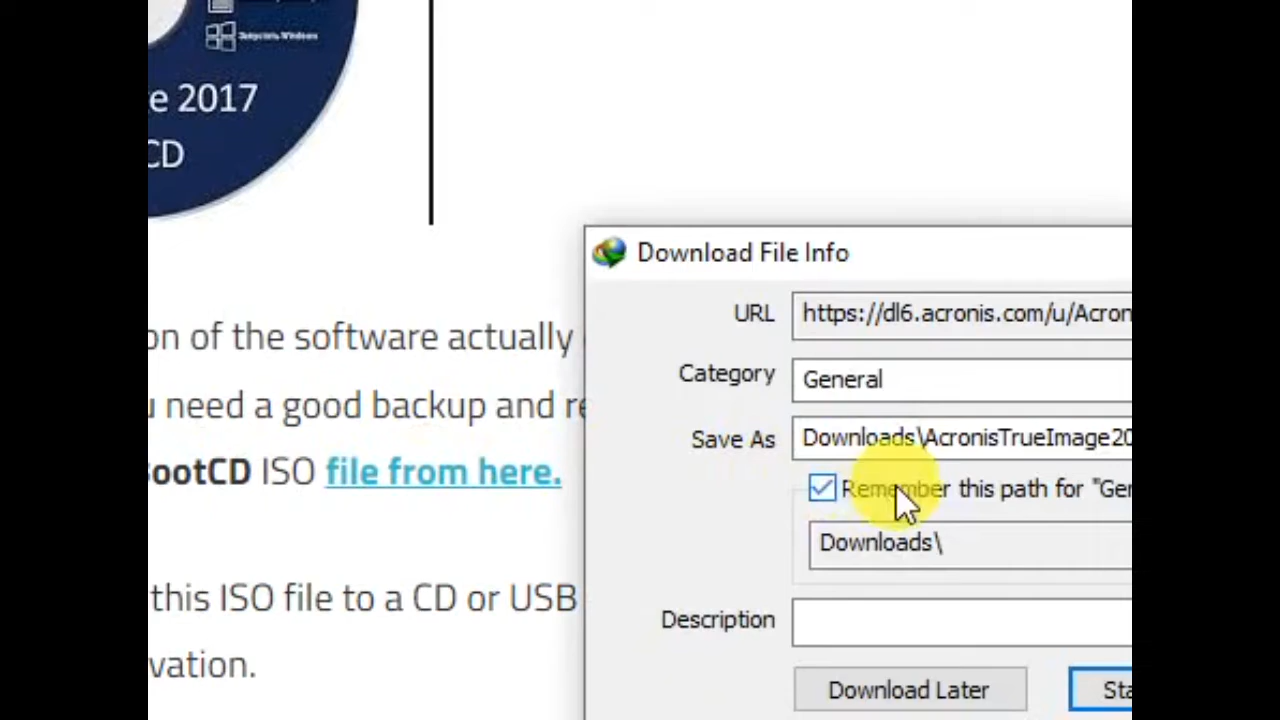 e 2017
CD
Download File Info
URL
https://dl6.acronis.com/u/Acron
Category
General
on of the software actually
Save As
Downloads\AcronisTrueImage20
u need a good backup and re
Remember this path for "Ger
ootCD ISO file from here.
Downloads\
this ISO file to a CD or USB
Description
vation.
Download Later
Sta